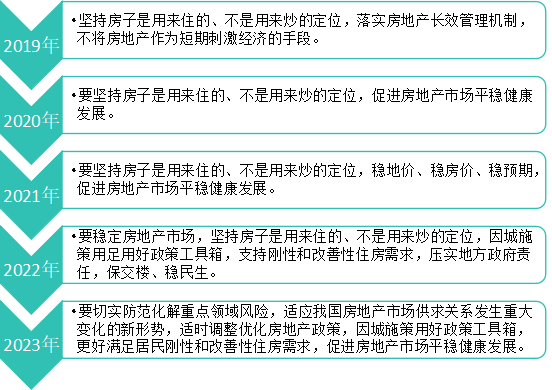 2019年
•坚持房子是用来住的、不是用来炒的定位，落实房地产长效管理机制，
不将房地产作为短期刺激经济的手段。
2020年
•要坚持房子是用来住的、不是用来炒的定位，促进房地产市场平稳健康
发展。
2021年
•要坚持房子是用来住的、不是用来炒的定位，稳地价、稳房价、稳预期，
促进房地产市场平稳健康发展。
2022年
•要稳定房地产市场，坚持房子是用来住的、不是用来炒的定位，因城施
策用足用好政策工具箱，支持刚性和改善性住房需求，压实地方政府责
任，保交楼、稳民生。
2023年
•要切实防范化解重点领域风险，适应我国房地产市场供求关系发生重大
变化的新形势，适时调整优化房地产政策，因城施策用好政策工具箱，
更好满足居民刚性和改善性住房需求，促进房地产市场平稳健康发展。